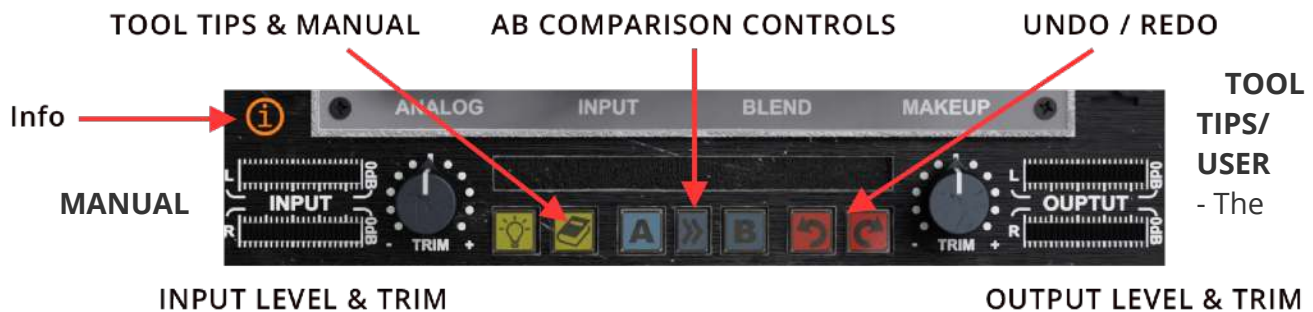 TOOL TIPS & MANUAL AB COMPARISON CONTROLS UNDO / REDO
Info
ANALOG INPUT BLEND MAKEUP
TOOL
TIPS/
USER
- The
MANUAL
L INPUT 0dB
R 0dB
- TRIM +
A B
- TRIM +
L OUPTUT 0dB
R 0dB
INPUT LEVEL & TRIM OUTPUT LEVEL & TRIM